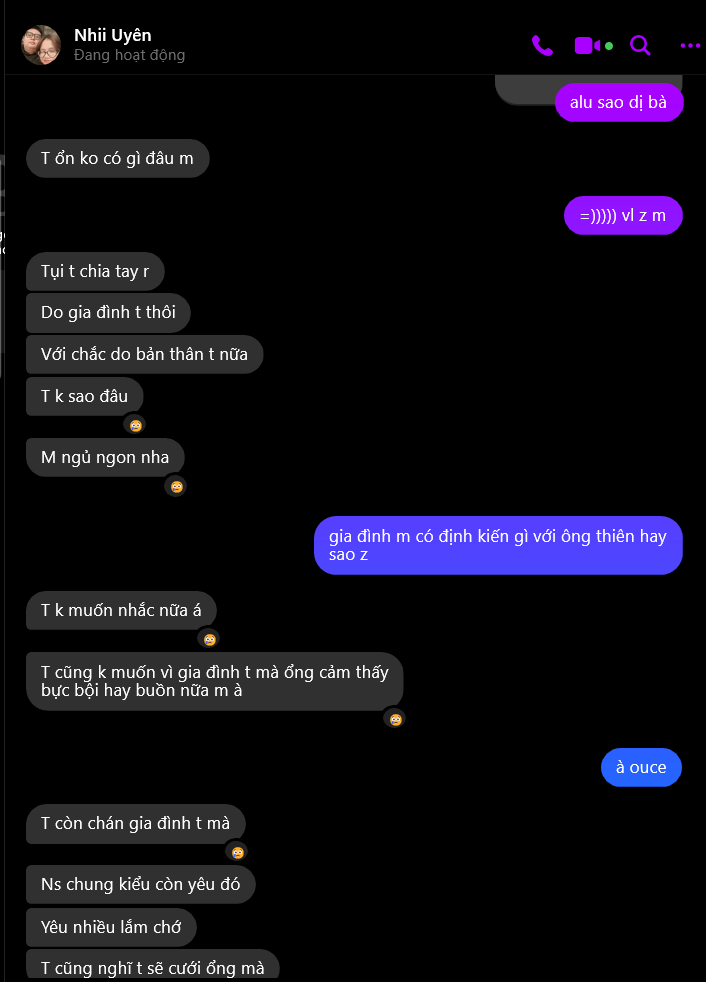 Nhii Uyên
Đang hoạt động
alu sao dị bà
T ổn ko có gì đâu m
=))))) vl z m
Tụi t chia tay r
Do gia đình t thôi
Với chắc do bản thân t nữa
T k sao đâu
M ngủ ngon nha
gia đình m có định kiến gì với ông thiên hay
sao z
T k muốn nhắc nữa á
T cũng k muốn vì gia đình t mà ổng cảm thấy
bực bội hay buồn nữa m à
à ouce
T còn chán gia đình t mà
Ns chung kiểu còn yêu đó
Yêu nhiều lắm chớ
T cũng nghĩ t sẽ cưới ổng mà